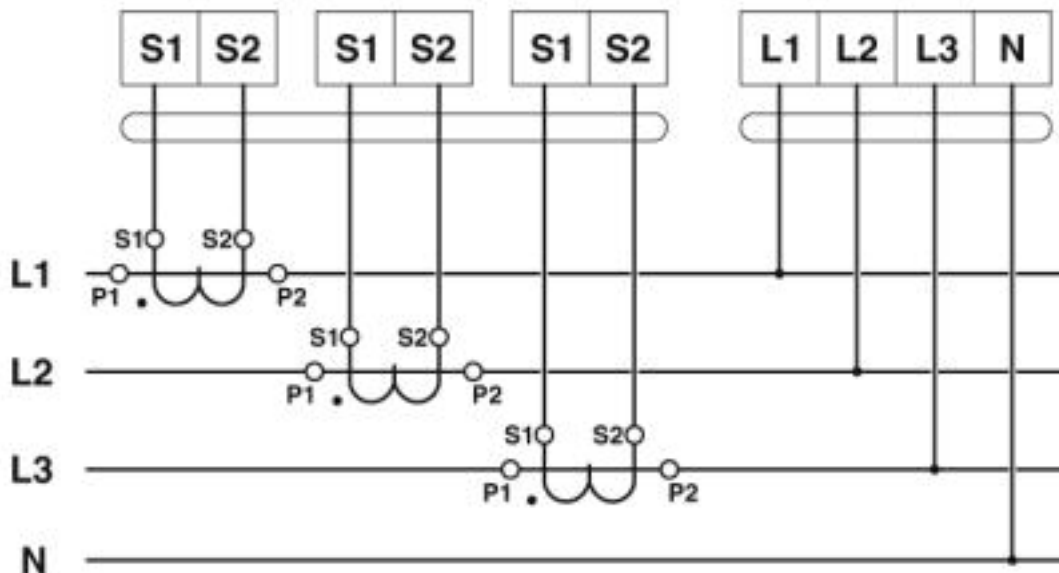 S1 S2 S1 S2 S1 S2 L1 L2 L3 N
S1 S2
L1
P1 P2
S1 S2
L2
P1 P2
S1 S2
L3
P1 P2
N